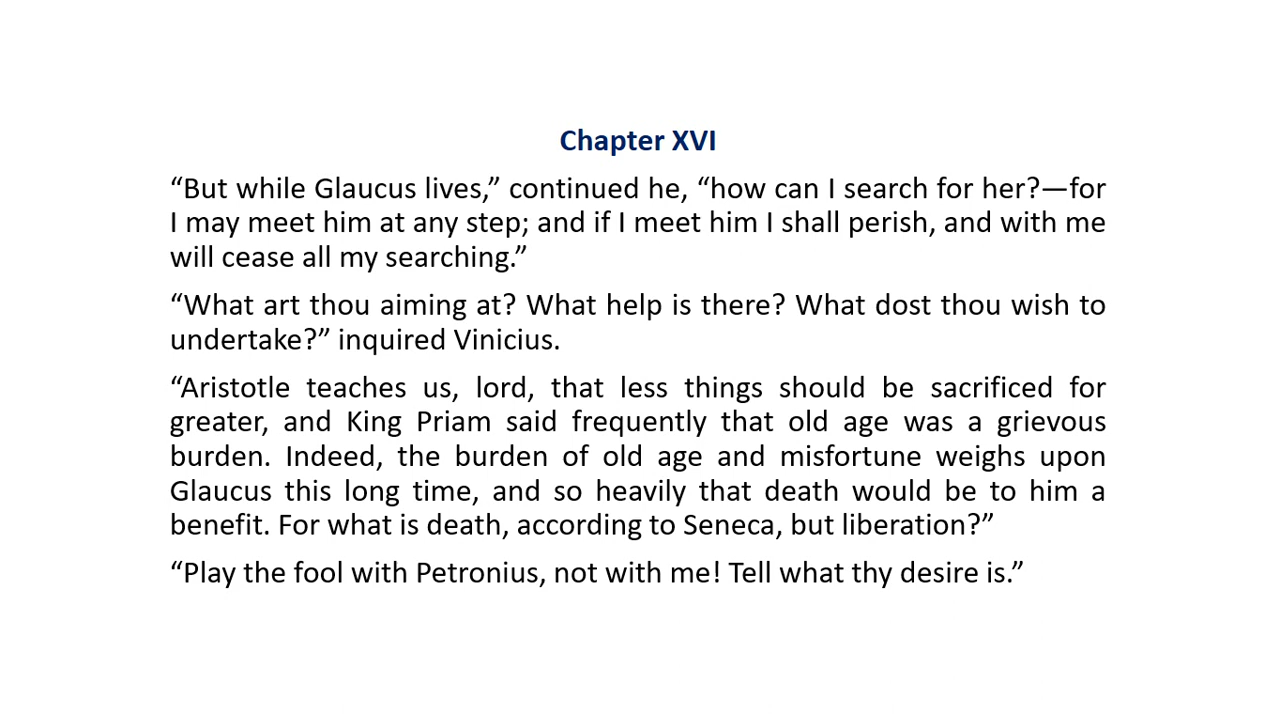 Chapter XVI
“But while Glaucus lives,” continued he, “how can I search for her?—for
I may meet him at any step; and if I meet him I shall perish, and with me
will cease all my searching.”
“What art thou aiming at? What help is there? What dost thou wish to
undertake?” inquired Vinicius.
“Aristotle teaches us, lord, that less things should be sacrificed for
greater, and King Priam said frequently that old age was a grievous
burden. Indeed, the burden of old age and misfortune weighs upon
Glaucus this long time, and so heavily that death would be to him a
benefit. For what is death, according to Seneca, but liberation?”
“Play the fool with Petronius, not with me! Tell what thy desire is.”